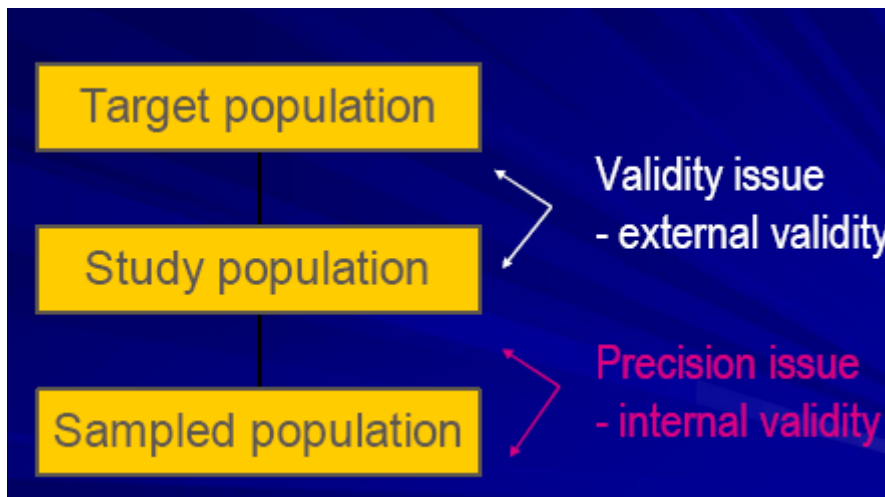 Target population
Validity issue
- external validity
Study population
Precision issue
- internal validity
Sampled population